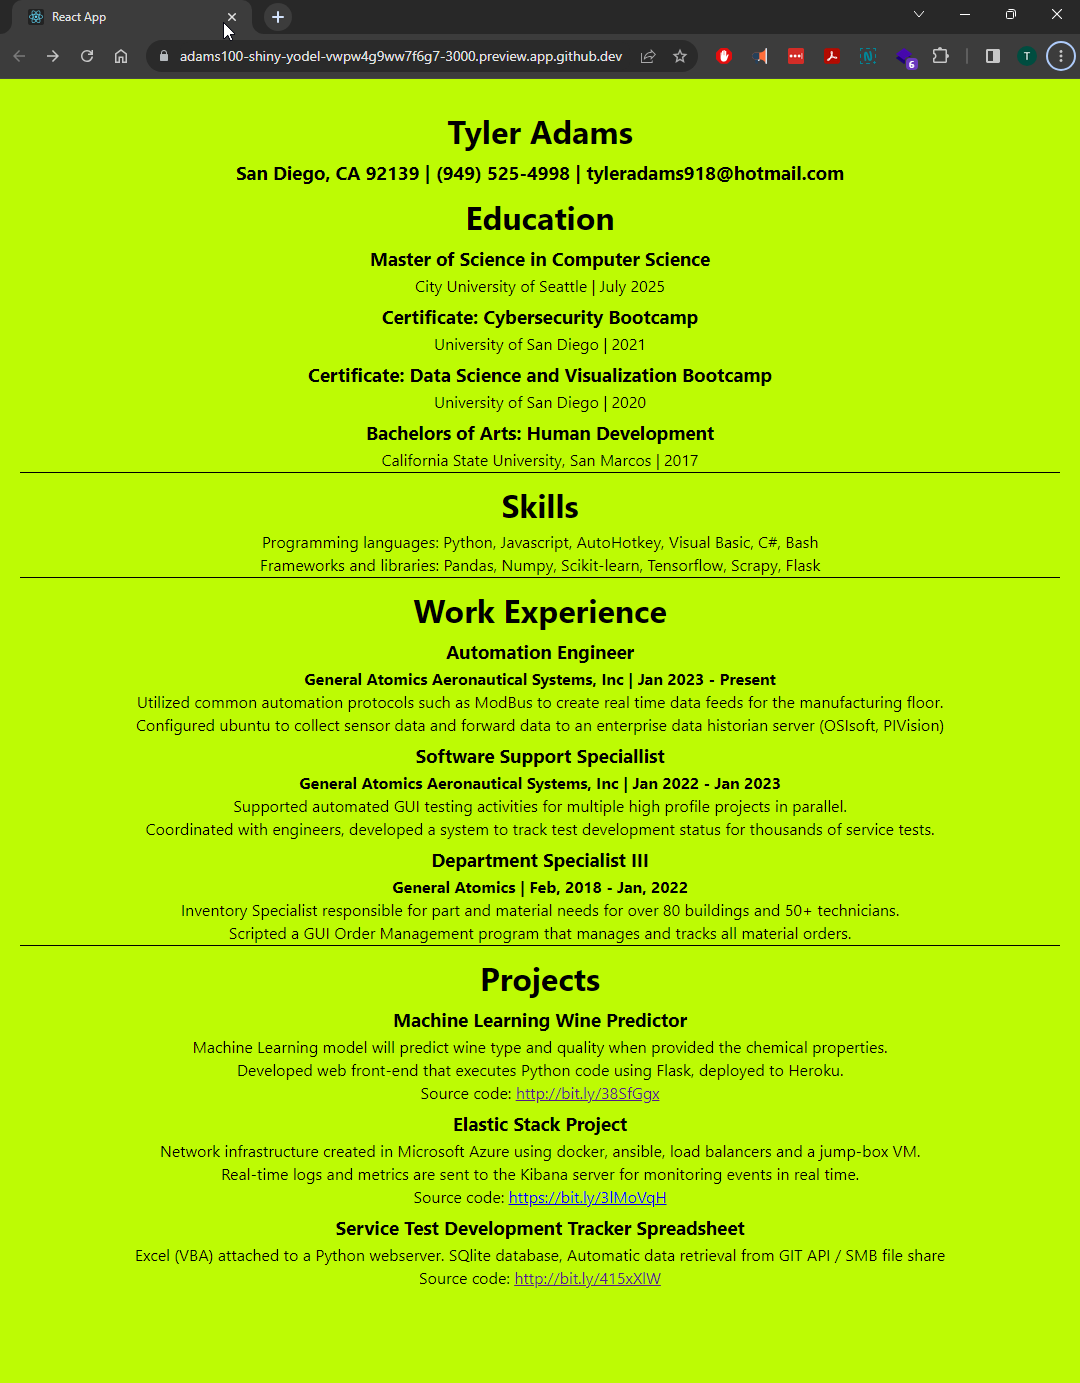 React App
adams100-shiny-yodel-vwpw4g9ww7f6g7-3000.preview.app.github.dev
6
T
Tyler Adams
San Diego, CA 92139 | (949) 525-4998 | tyleradams918@hotmail.com
Education
Master of Science in Computer Science
City University of Seattle | July 2025
Certificate: Cybersecurity Bootcamp
University of San Diego | 2021
Certificate: Data Science and Visualization Bootcamp
University of San Diego | 2020
Bachelors of Arts: Human Development
California State University, San Marcos | 2017
Skills
Programming languages: Python, Javascript, AutoHotkey, Visual Basic, C#, Bash
Frameworks and libraries: Pandas, Numpy, Scikit-learn, Tensorflow, Scrapy, Flask
Work Experience
Automation Engineer
General Atomics Aeronautical Systems, Inc | Jan 2023 - Present
Utilized common automation protocols such as ModBus to create real time data feeds for the manufacturing floor.
Configured ubuntu to collect sensor data and forward data to an enterprise data historian server (OSIsoft, PIVision)
Software Support Speciallist
General Atomics Aeronautical Systems, Inc | Jan 2022 - Jan 2023
Supported automated GUI testing activities for multiple high profile projects in parallel.
Coordinated with engineers, developed a system to track test development status for thousands of service tests.
Department Specialist III
General Atomics | Feb, 2018 - Jan, 2022
Inventory Specialist responsible for part and material needs for over 80 buildings and 50+ technicians.
Scripted a GUI Order Management program that manages and tracks all material orders.
Projects
Machine Learning Wine Predictor
Machine Learning model will predict wine type and quality when provided the chemical properties.
Developed web front-end that executes Python code using Flask, deployed to Heroku.
Source code: http://bit.ly/38SfGgx
Elastic Stack Project
Network infrastructure created in Microsoft Azure using docker, ansible, load balancers and a jump-box VM.
Real-time logs and metrics are sent to the Kibana server for monitoring events in real time.
Source code: https://bit.ly/3lMoVqH
Service Test Development Tracker Spreadsheet
Excel (VBA) attached to a Python webserver. SQlite database, Automatic data retrieval from GIT API / SMB file share
Source code: http://bit.ly/415xXlW